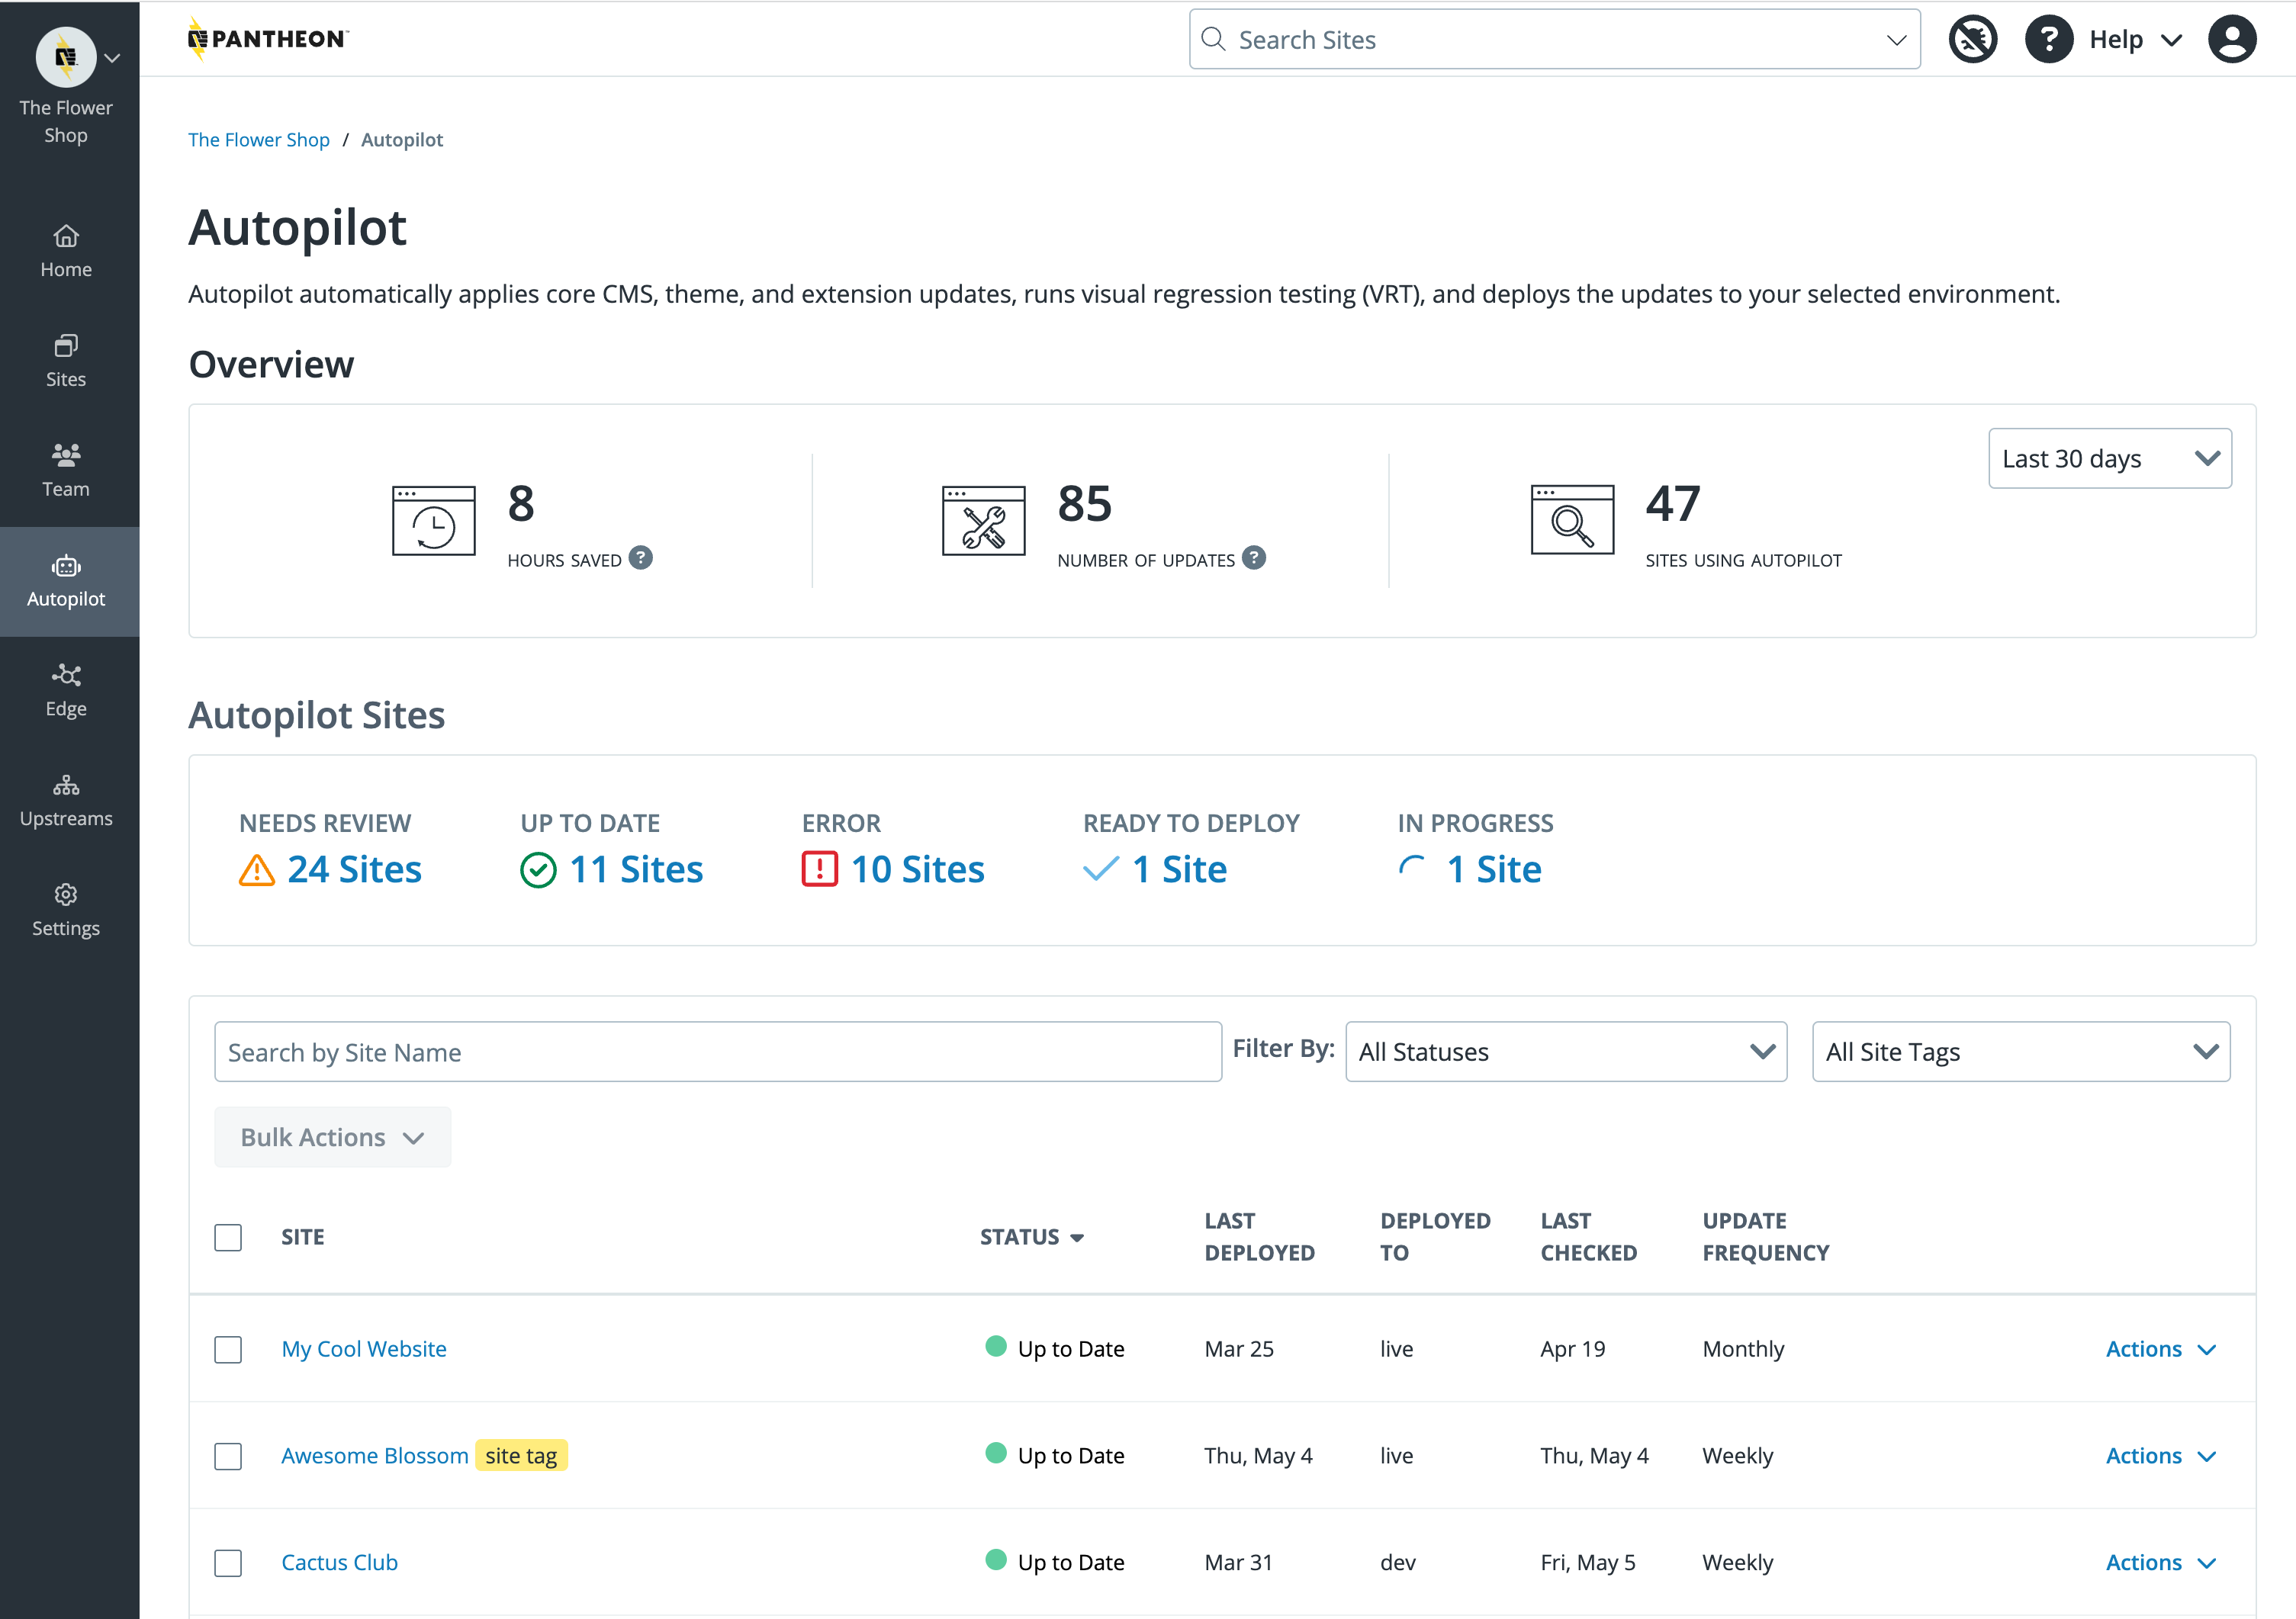 The Flower
Shop
Home
Sites
Team
Autopilot
Edge
Upstreams
Settings
PANTHEON
Search Sites
? Help
The Flower Shop / Autopilot
Autopilot
Autopilot automatically applies core CMS, theme, and extension updates, runs visual regression testing (VRT), and deploys the updates to your selected environment.
Overview
Last 30 days
8
HOURS SAVED ?
85
NUMBER OF UPDATES ?
47
SITES USING AUTOPILOT
Autopilot Sites
NEEDS REVIEW
24 Sites
UP TO DATE
11 Sites
ERROR
10 Sites
READY TO DEPLOY
1 Site
IN PROGRESS
1 Site
Search by Site Name
Filter By:
All Statuses
All Site Tags
Bulk Actions
SITE
STATUS
LAST
DEPLOYED
DEPLOYED
TO
LAST
CHECKED
UPDATE
FREQUENCY
My Cool Website Up to Date Mar 25 live Apr 19 Monthly Actions
Awesome Blossom site tag Up to Date Thu, May 4 live Thu, May 4 Weekly Actions
Cactus Club Up to Date Mar 31 dev Fri, May 5 Weekly Actions